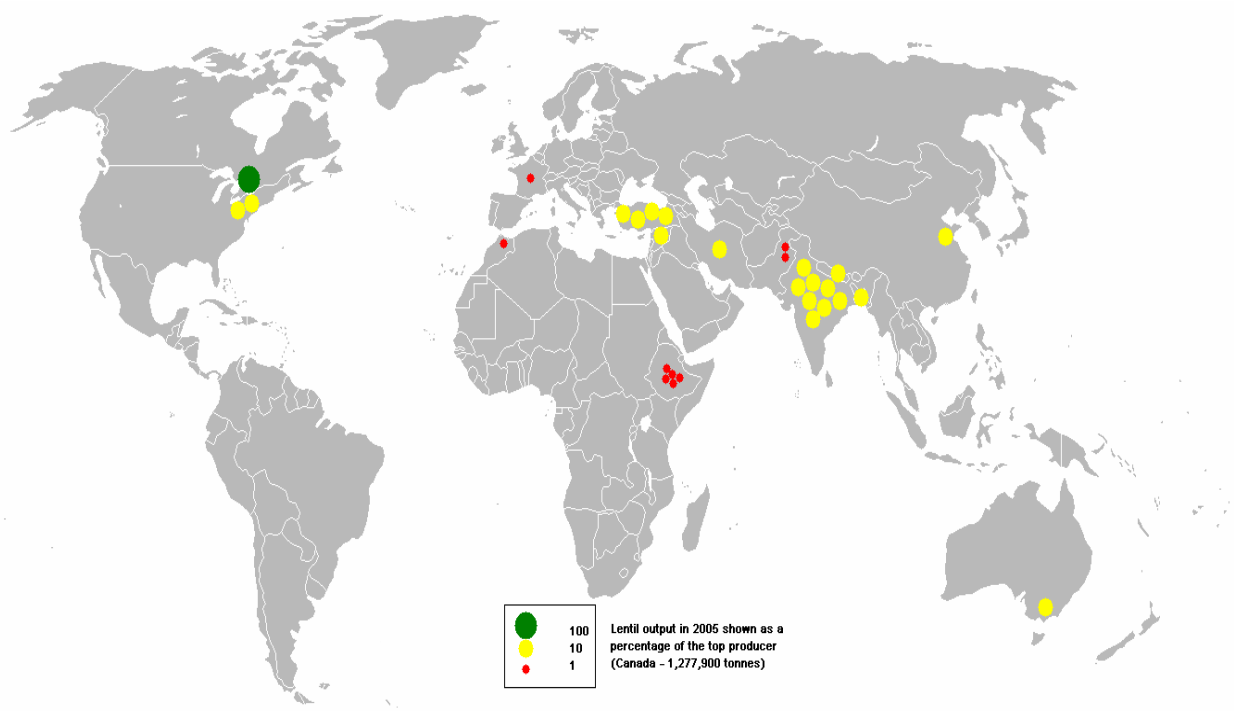 100
10
1
Lentil output in 2005 shown as a
percentage of the top producer
(Canada - 1,277,900 tonnes)